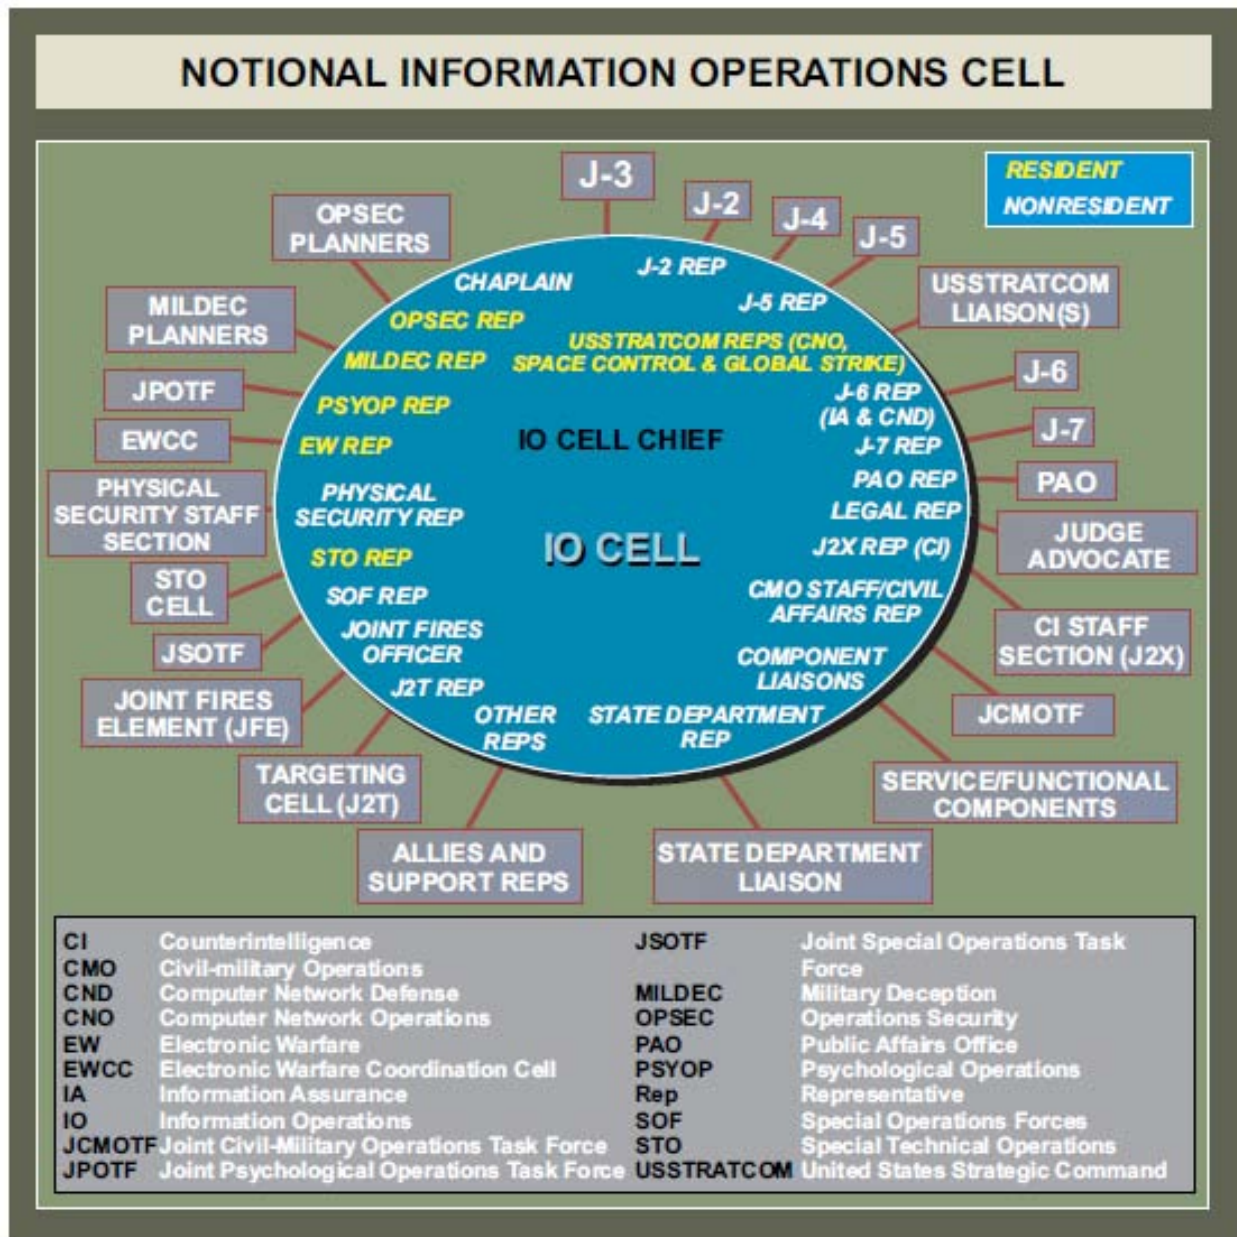 NOTIONAL INFORMATION OPERATIONS CELL
J-3
RESIDENT
NONRESIDENT
J-2
J-4
J-5
OPSEC
PLANNERS
USSTRATCOM
LIAISON(S)
MILDEC
PLANNERS
J-6
JPOTF
J-7
EWCC
PAO
PHYSICAL
SECURITY STAFF
SECTION
JUDGE
ADVOCATE
STO
CELL
CI STAFF
SECTION (J2X)
JSOTF
JOINT FIRES
ELEMENT (JFE)
JCMOTF
TARGETING
CELL (J2T)
SERVICE/FUNCTIONAL
COMPONENTS
ALLIES AND
SUPPORT REPS
STATE DEPARTMENT
LIAISON
CHAPLAIN
J-2 REP
J-5 REP
OPSEC REP
USSTRATCOM REPS (CNO,
SPACE CONTROL & GLOBAL STRIKE)
MILDEC REP
J-6 REP
(IA & CND)
PSYOP REP
IO CELL CHIEF
J-7 REP
EW REP
PAO REP
PHYSICAL
SECURITY REP
LEGAL REP
IO CELL
J2X REP (CI)
STO REP
CMO STAFF/CIVIL
AFFAIRS REP
SOF REP
JOINT FIRES
OFFICER
COMPONENT
LIAISONS
J2T REP
OTHER
REPS
STATE DEPARTMENT
REP
CI Counterintelligence
CMO Civil-military Operations
CND Computer Network Defense
CNO Computer Network Operations
EW Electronic Warfare
EWCC Electronic Warfare Coordination Cell
IA Information Assurance
IO Information Operations
JCMOTF Joint Civil-Military Operations Task Force
JPOTF Joint Psychological Operations Task Force
JSOTF Joint Special Operations Task
Force
MILDEC Military Deception
OPSEC Operations Security
PAO Public Affairs Office
PSYOP Psychological Operations
Rep Representative
SOF Special Operations Forces
STO Special Technical Operations
USSTRATCOM United States Strategic Command